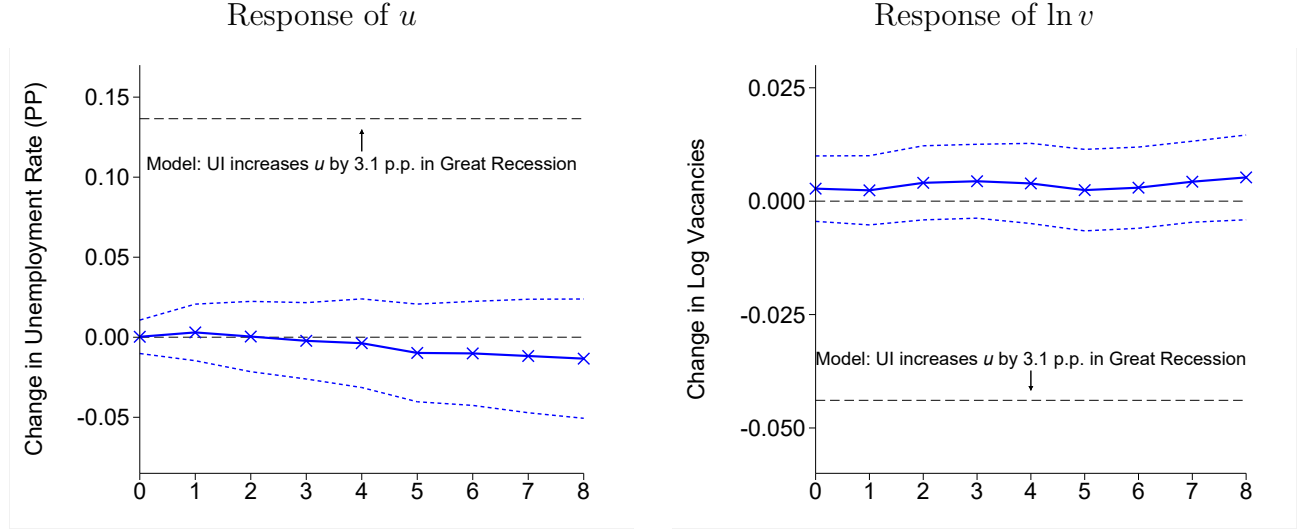 Response of u
Response of ln v
Change in Unemployment Rate (PP)
0.15
0.10
0.05
0.00
-0.05
Model: UI increases u by 3.1 p.p. in Great Recession
0 1 2 3 4 5 6 7 8
Change in Log Vacancies
0.025
0.000
-0.025
-0.050
Model: UI increases u by 3.1 p.p. in Great Recession
0 1 2 3 4 5 6 7 8